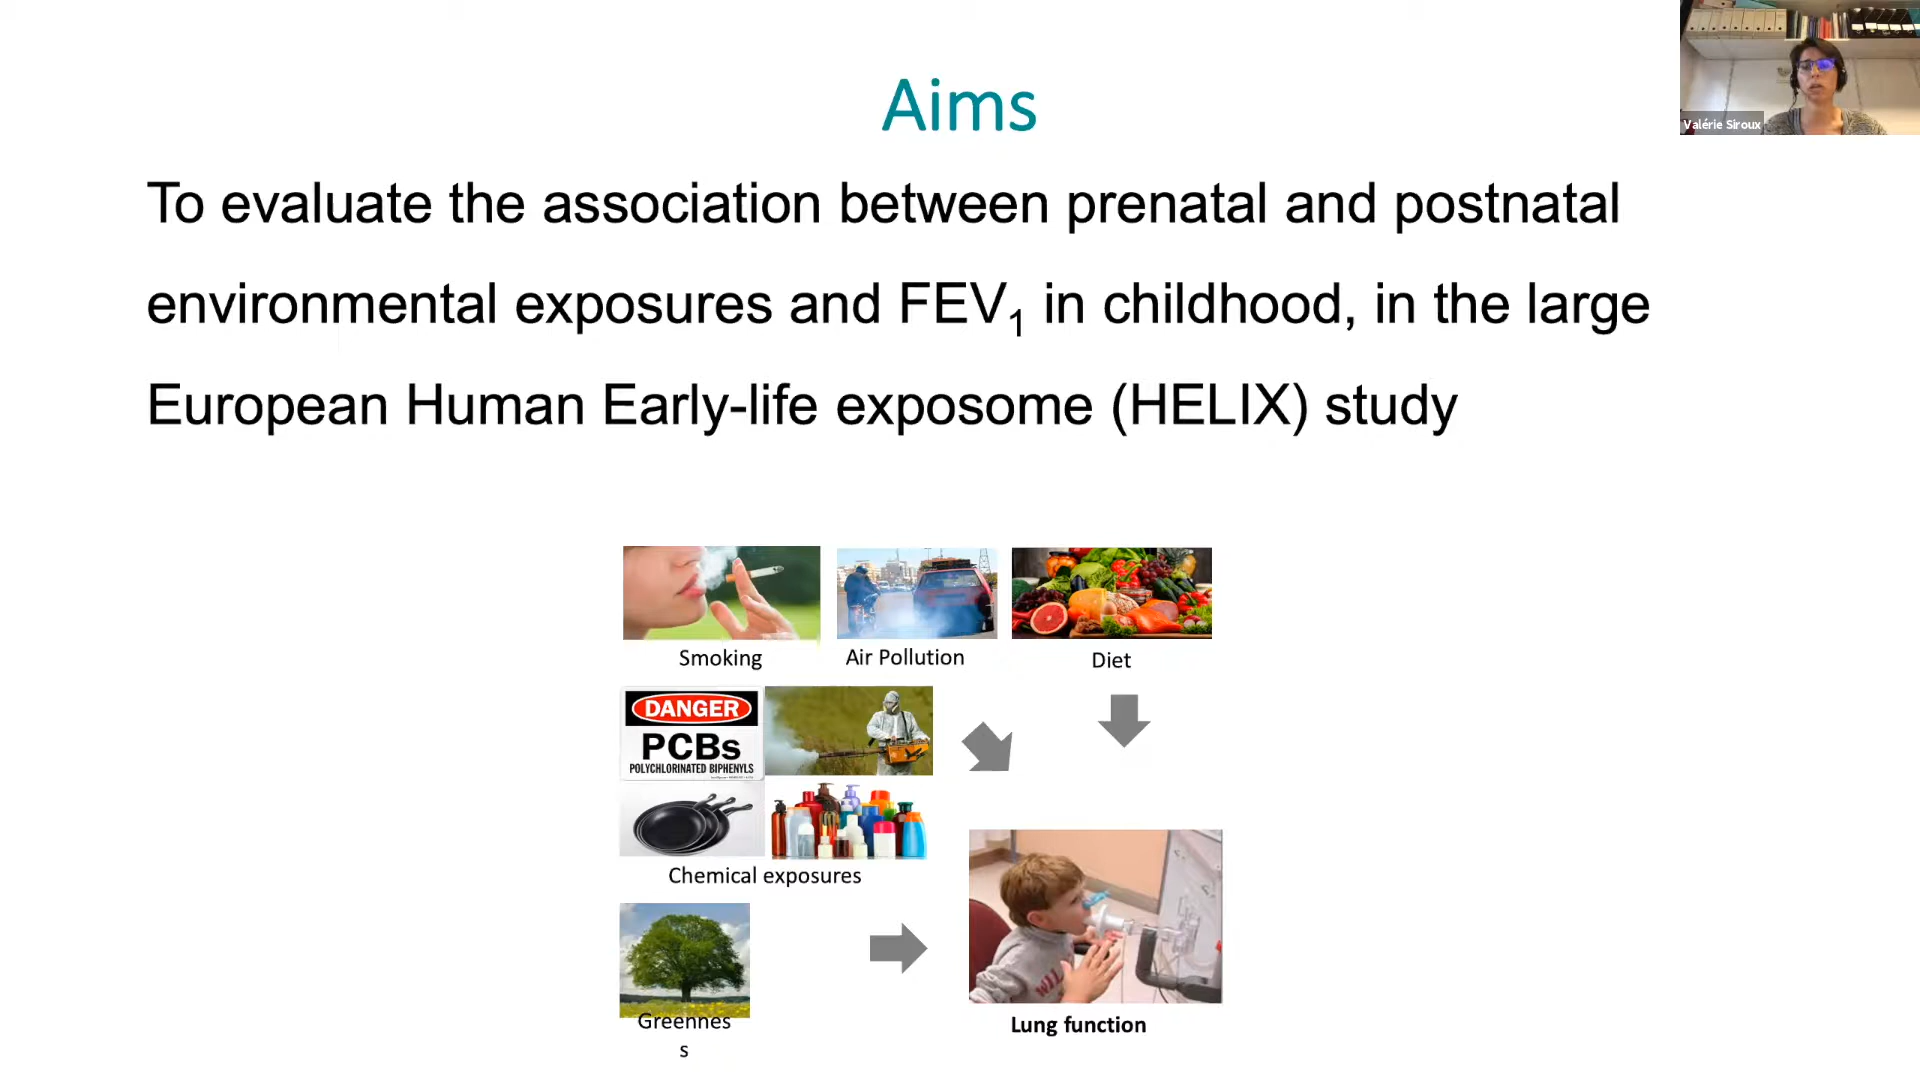 Aims
Valérie Siroux
To evaluate the association between prenatal and postnatal
environmental exposures and FEV1 in childhood, in the large
European Human Early-life exposome (HELIX) study
Smoking
Air Pollution
Diet
DANGER
PCBs
POLYCHLORINATED BIPHENYLS
Chemical exposures
Greennes
s
WIL
Lung function